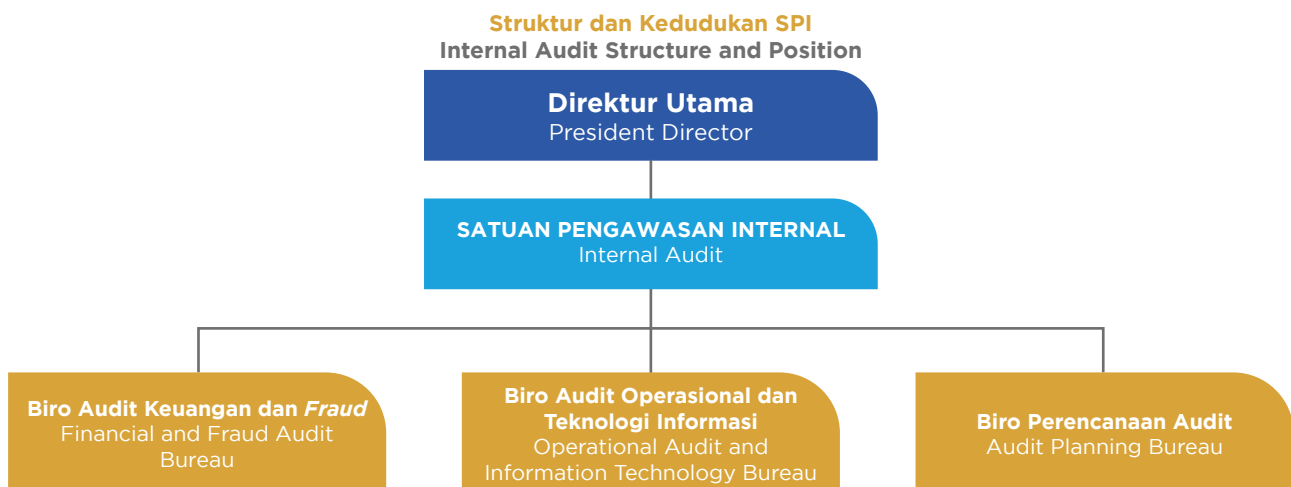 Struktur dan Kedudukan SPI
Internal Audit Structure and Position
Direktur Utama
President Director
SATUAN PENGAWASAN INTERNAL
Internal Audit
Biro Audit Keuangan dan Fraud
Financial and Fraud Audit
Bureau
Biro Audit Operasional dan
Teknologi Informasi
Operational Audit and
Information Technology Bureau
Biro Perencanaan Audit
Audit Planning Bureau